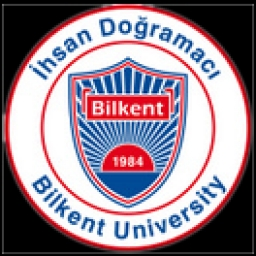 İhsan Doğramacı
Bilkent
1984
Bilkent University